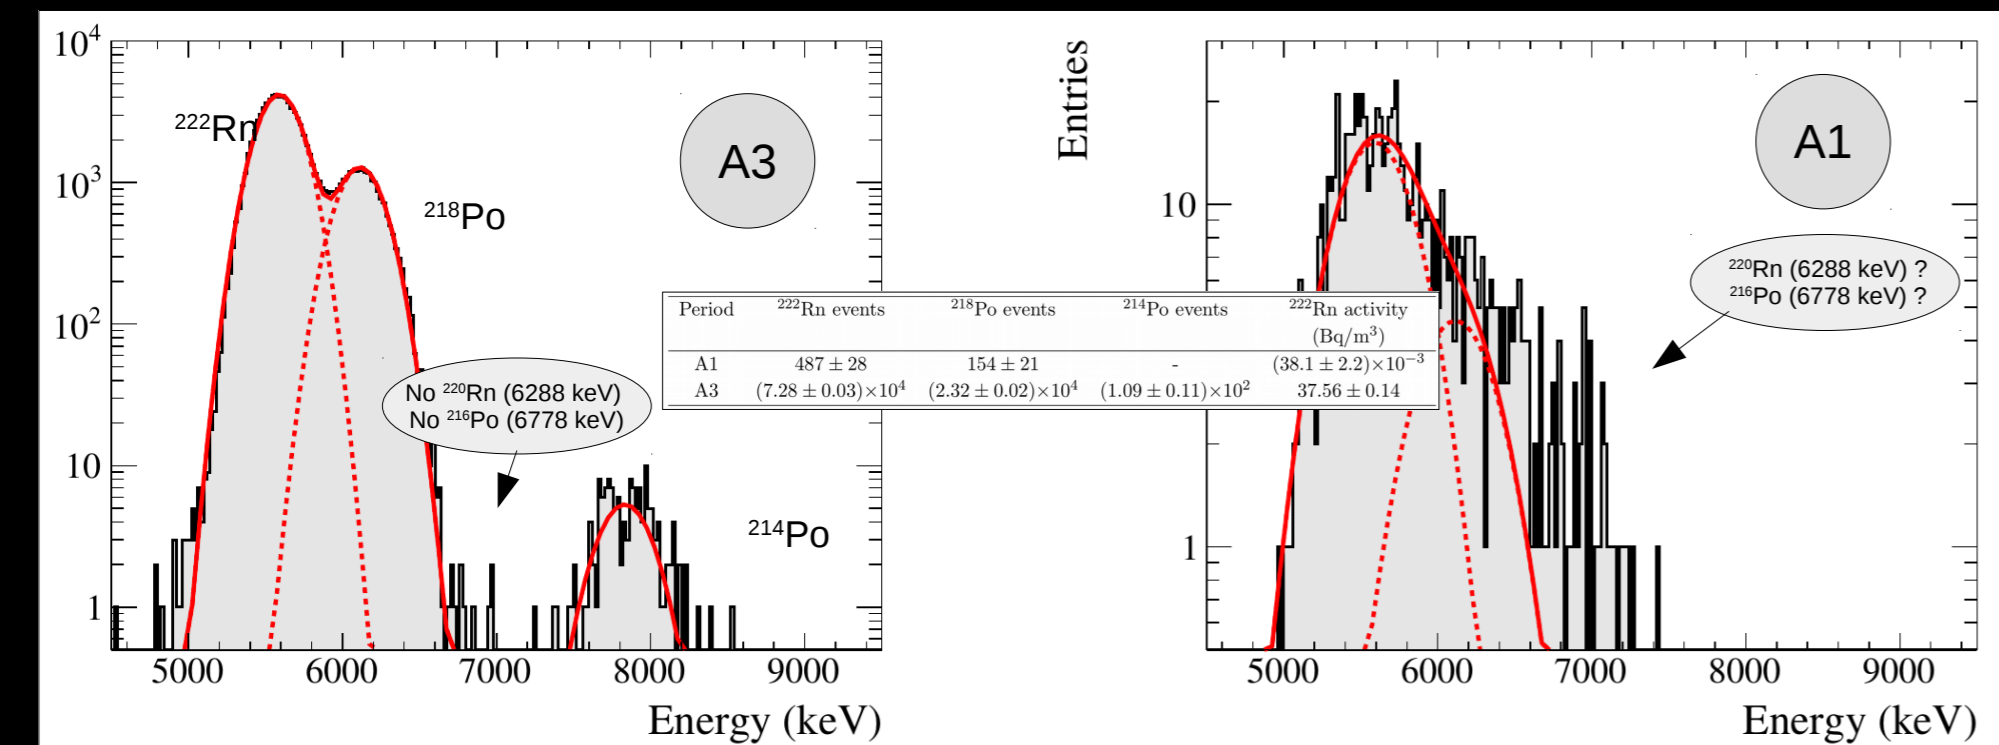 10⁴
10³
10²
10
1
²²²Rn
²¹⁸Po
²¹⁴Po
A3
No ²²⁰Rn (6288 keV)
No ²¹⁶Po (6778 keV)
5000 6000 7000 8000 9000
Energy (keV)
Period ²²²Rn events ²¹⁸Po events ²¹⁴Po events ²²²Rn activity
(Bq/m³)
A1 487 ± 28 154 ± 21 - (38.1 ± 2.2)×10⁻³
A3 (7.28 ± 0.03)×10⁴ (2.32 ± 0.02)×10⁴ (1.09 ± 0.11)×10² 37.56 ± 0.14
Entries
10
1
A1
²²⁰Rn (6288 keV) ?
²¹⁶Po (6778 keV) ?
5000 6000 7000 8000 9000
Energy (keV)